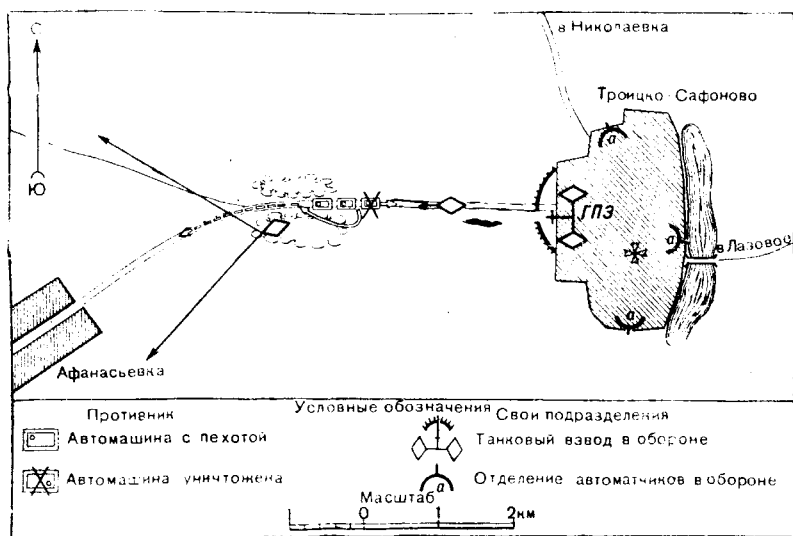 С
в Николаевка
Троицко-Сафоново
а
Ю
ГПЗ
а
в Лазовое
а
Афанасьевка
Условные обозначения
Противник
Свои подразделения
Автомашина с пехотой
Танковый взвод в обороне
Автомашина уничтожена
а
Отделение автоматчиков в обороне
Масштаб
0 1 2км